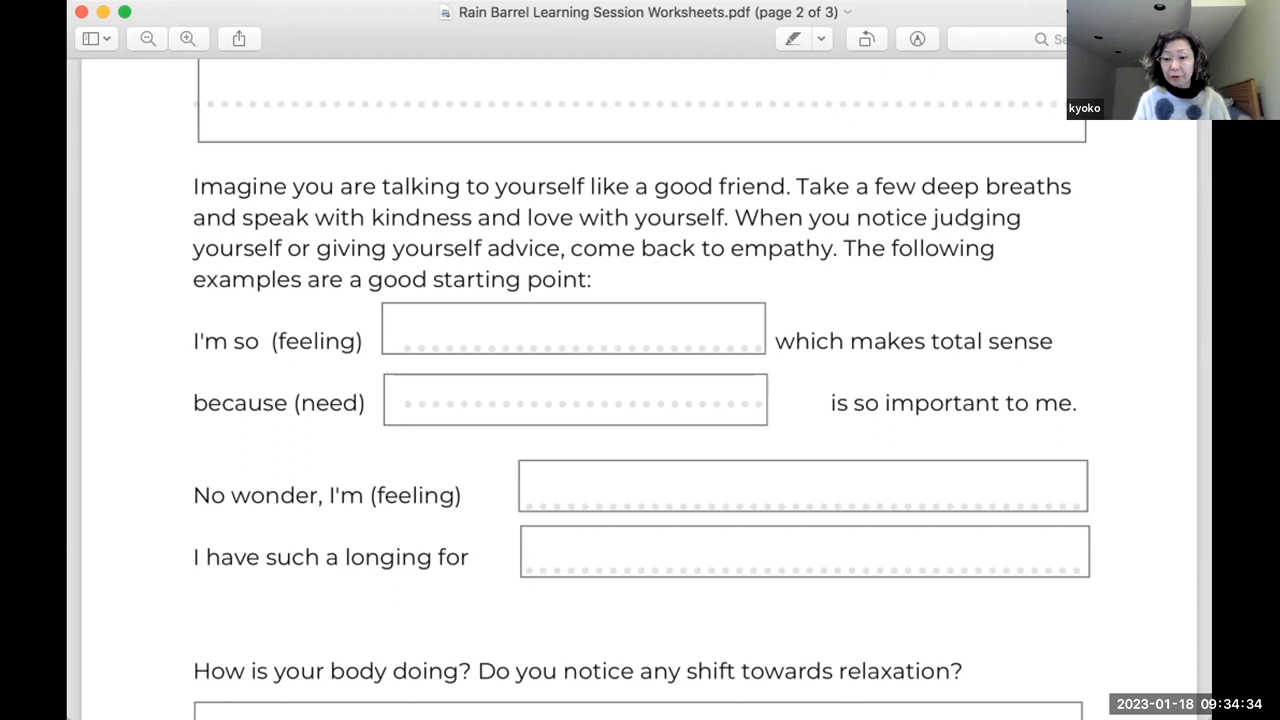 Rain Barrel Learning Session Worksheets.pdf (page 2 of 3)
Se
kyoko
Imagine you are talking to yourself like a good friend. Take a few deep breaths
and speak with kindness and love with yourself. When you notice judging
yourself or giving yourself advice, come back to empathy. The following
examples are a good starting point:
I'm so (feeling) which makes total sense
because (need) is so important to me.
No wonder, I'm (feeling)
I have such a longing for
How is your body doing? Do you notice any shift towards relaxation?
2023-01-18 09:34:34